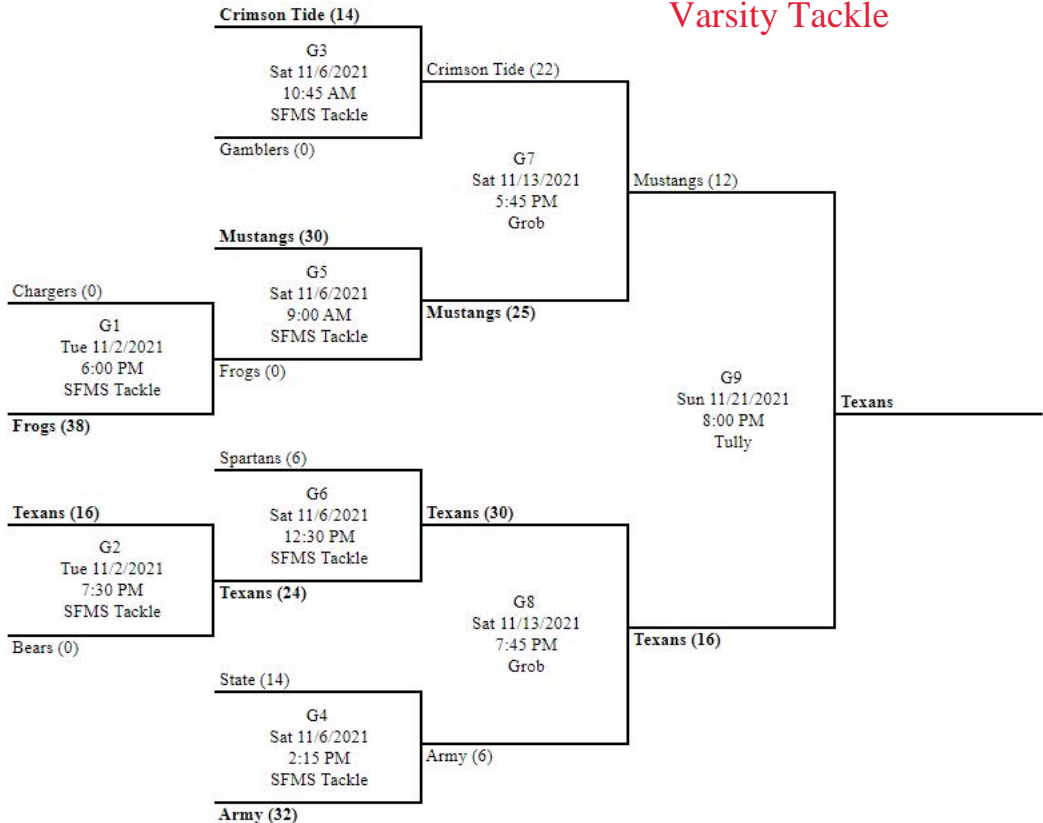 Varsity Tackle
Crimson Tide (14)
G3
Sat 11/6/2021
10:45 AM
SFMS Tackle
Gamblers (0)
Crimson Tide (22)
G7
Sat 11/13/2021
5:45 PM
Grob
Mustangs (12)
Mustangs (30)
G5
Sat 11/6/2021
9:00 AM
SFMS Tackle
Mustangs (25)
Chargers (0)
G1
Tue 11/2/2021
6:00 PM
SFMS Tackle
Frogs (0)
Frogs (38)
G9
Sun 11/21/2021
8:00 PM
Tully
Texans
Spartans (6)
G6
Sat 11/6/2021
12:30 PM
SFMS Tackle
Texans (30)
Texans (16)
G2
Tue 11/2/2021
7:30 PM
SFMS Tackle
Texans (24)
Bears (0)
G8
Sat 11/13/2021
7:45 PM
Grob
Texans (16)
State (14)
G4
Sat 11/6/2021
2:15 PM
SFMS Tackle
Army (6)
Army (32)